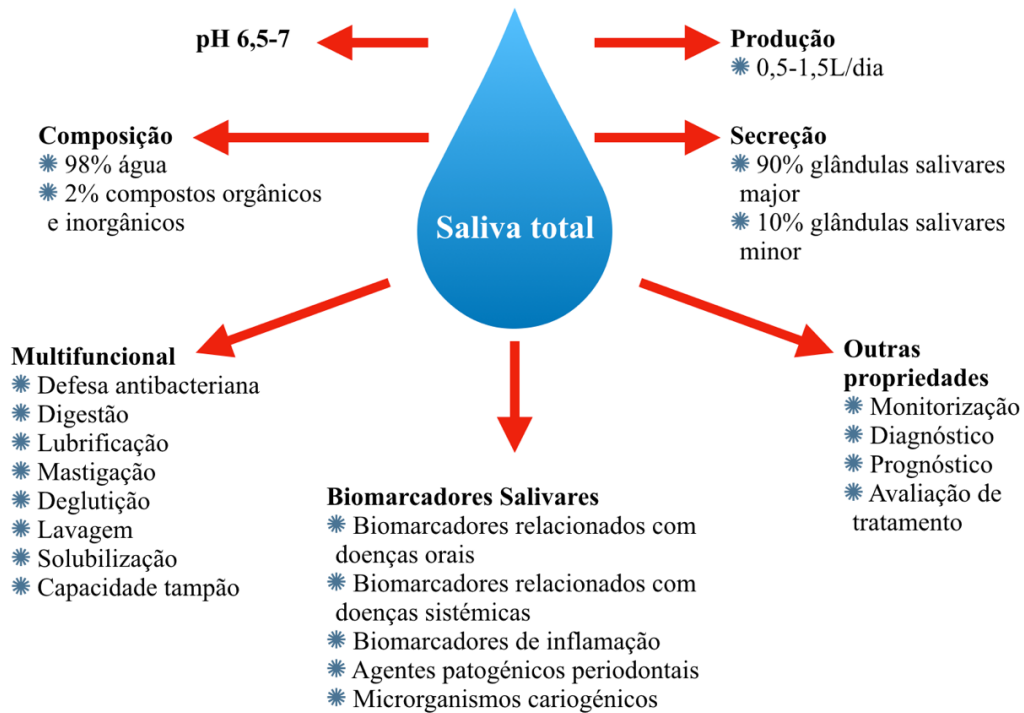 pH 6,5-7
Produção
0,5-1,5L/dia
Composição
98% água
2% compostos orgânicos
e inorgânicos
Secreção
90% glândulas salivares
major
10% glândulas salivares
minor
Saliva total
Multifuncional
Defesa antibacteriana
Digestão
Lubrificação
Mastigação
Deglutição
Lavagem
Solubilização
Capacidade tampão
Biomarcadores Salivares
Biomarcadores relacionados com
doenças orais
Biomarcadores relacionados com
doenças sistémicas
Biomarcadores de inflamação
Agentes patogénicos periodontais
Microrganismos cariogénicos
Outras
propriedades
Monitorização
Diagnóstico
Prognóstico
Avaliação de
tratamento